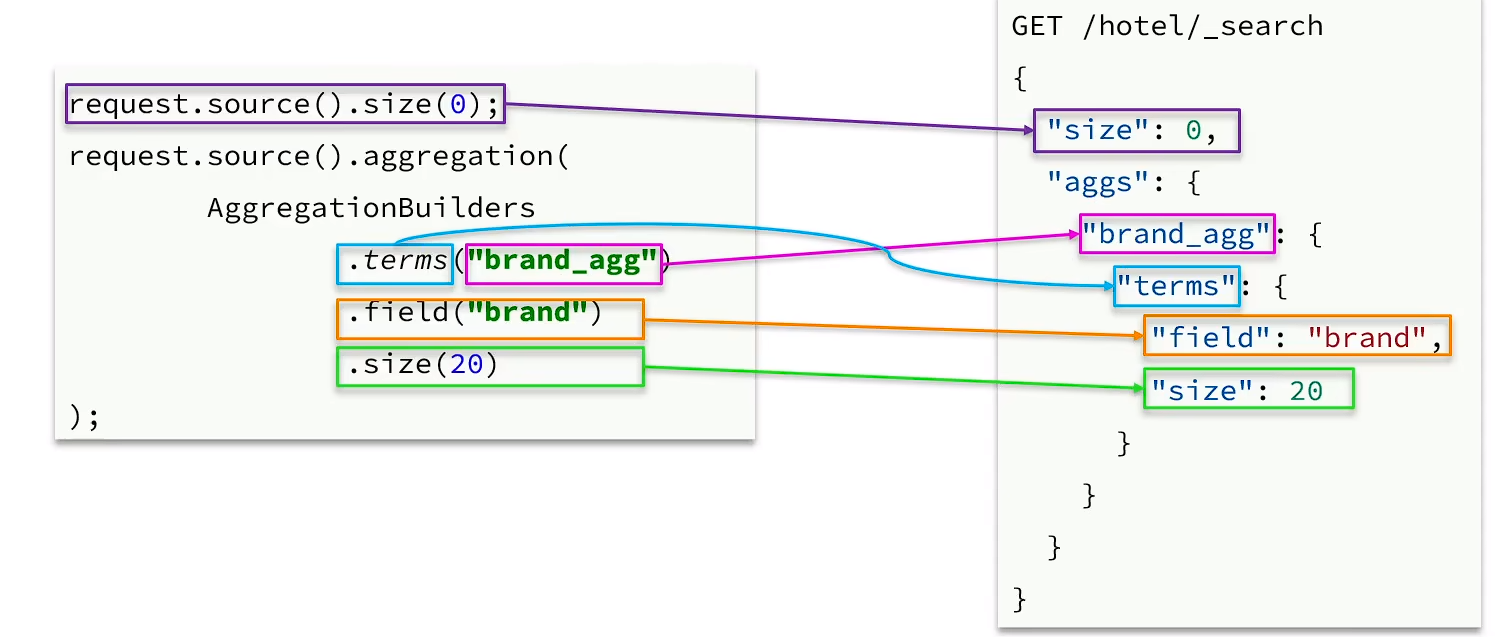 request.source().size(0);
request.source().aggregation(
AggregationBuilders
.terms("brand_agg")
.field("brand")
.size(20)
);
GET /hotel/_search
{
"size": 0,
"aggs": {
"brand_agg": {
"terms": {
"field": "brand",
"size": 20
}
}
}
}